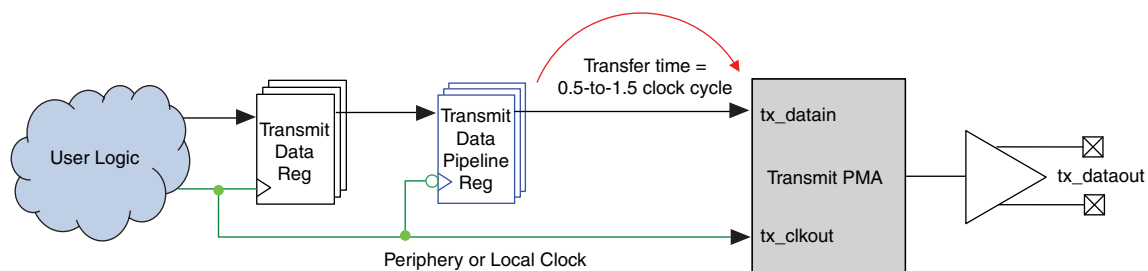 User Logic
Transmit
Data
Reg
Transmit
Data
Pipeline
Reg
Transfer time =
0.5-to-1.5 clock cycle
tx_datain
Transmit PMA
tx_clkout
tx_dataout
Periphery or Local Clock